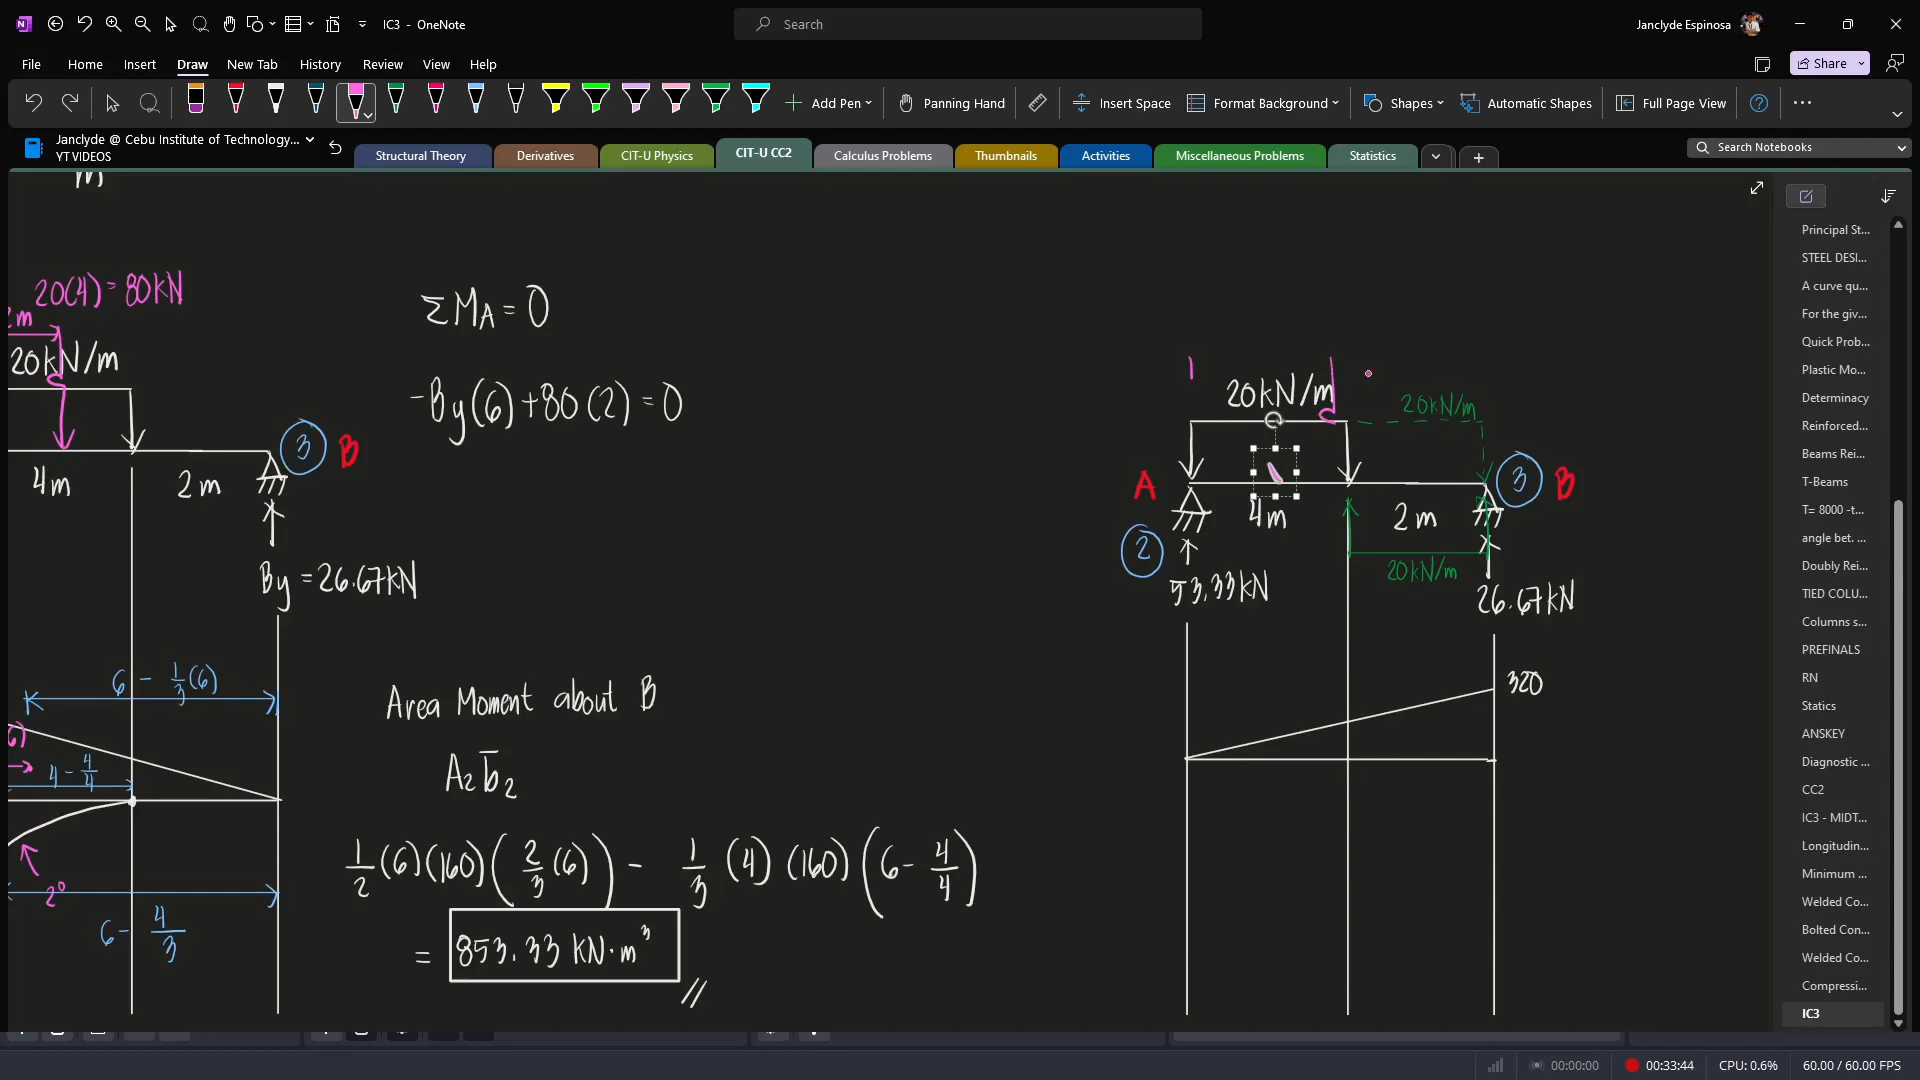 IC3 - OneNote
Search
Janclyde Espinosa
File Home Insert Draw New Tab History Review View Help
Share
Add Pen
Panning Hand
Insert Space
Format Background
Shapes
Automatic Shapes
Full Page View
Janclyde @ Cebu Institute of Technology...
YT VIDEOS
Structural Theory
Derivatives
CIT-U Physics
CIT-U CC2
Calculus Problems
Thumbnails
Activities
Miscellaneous Problems
Statistics
Search Notebooks
m
20(4) = 80kN
m
20kN/m
3 B
4m
2m
By = 26.67kN
6 - 1/3(6)
4 - 4/4
2°
6 - 4/3
ΣMA = 0
-By(6)+80(2)=0
Area Moment about B
A2 b̄2
1/2 (6)(160)(2/3 (6)) - 1/3 (4)(160)(6 - 4/4)
= 853.33 KN·m³
20kN/m
20kN/m
A
3 B
4m
2m
2
20kN/m
53.33kN
26.67kN
320
Principal St...
STEEL DESI...
A curve qu...
For the giv...
Quick Prob...
Plastic Mo...
Determinacy
Reinforced...
Beams Rei...
T-Beams
T= 8000 -t...
angle bet. ...
Doubly Rei...
TIED COLU...
Columns s...
PREFINALS
RN
Statics
ANSKEY
Diagnostic ...
CC2
IC3 - MIDT...
Longitudin...
Minimum ...
Welded Co...
Bolted Con...
Welded Co...
Compressi...
IC3
00:00:00
00:33:44
CPU: 0.6%
60.00 / 60.00 FPS